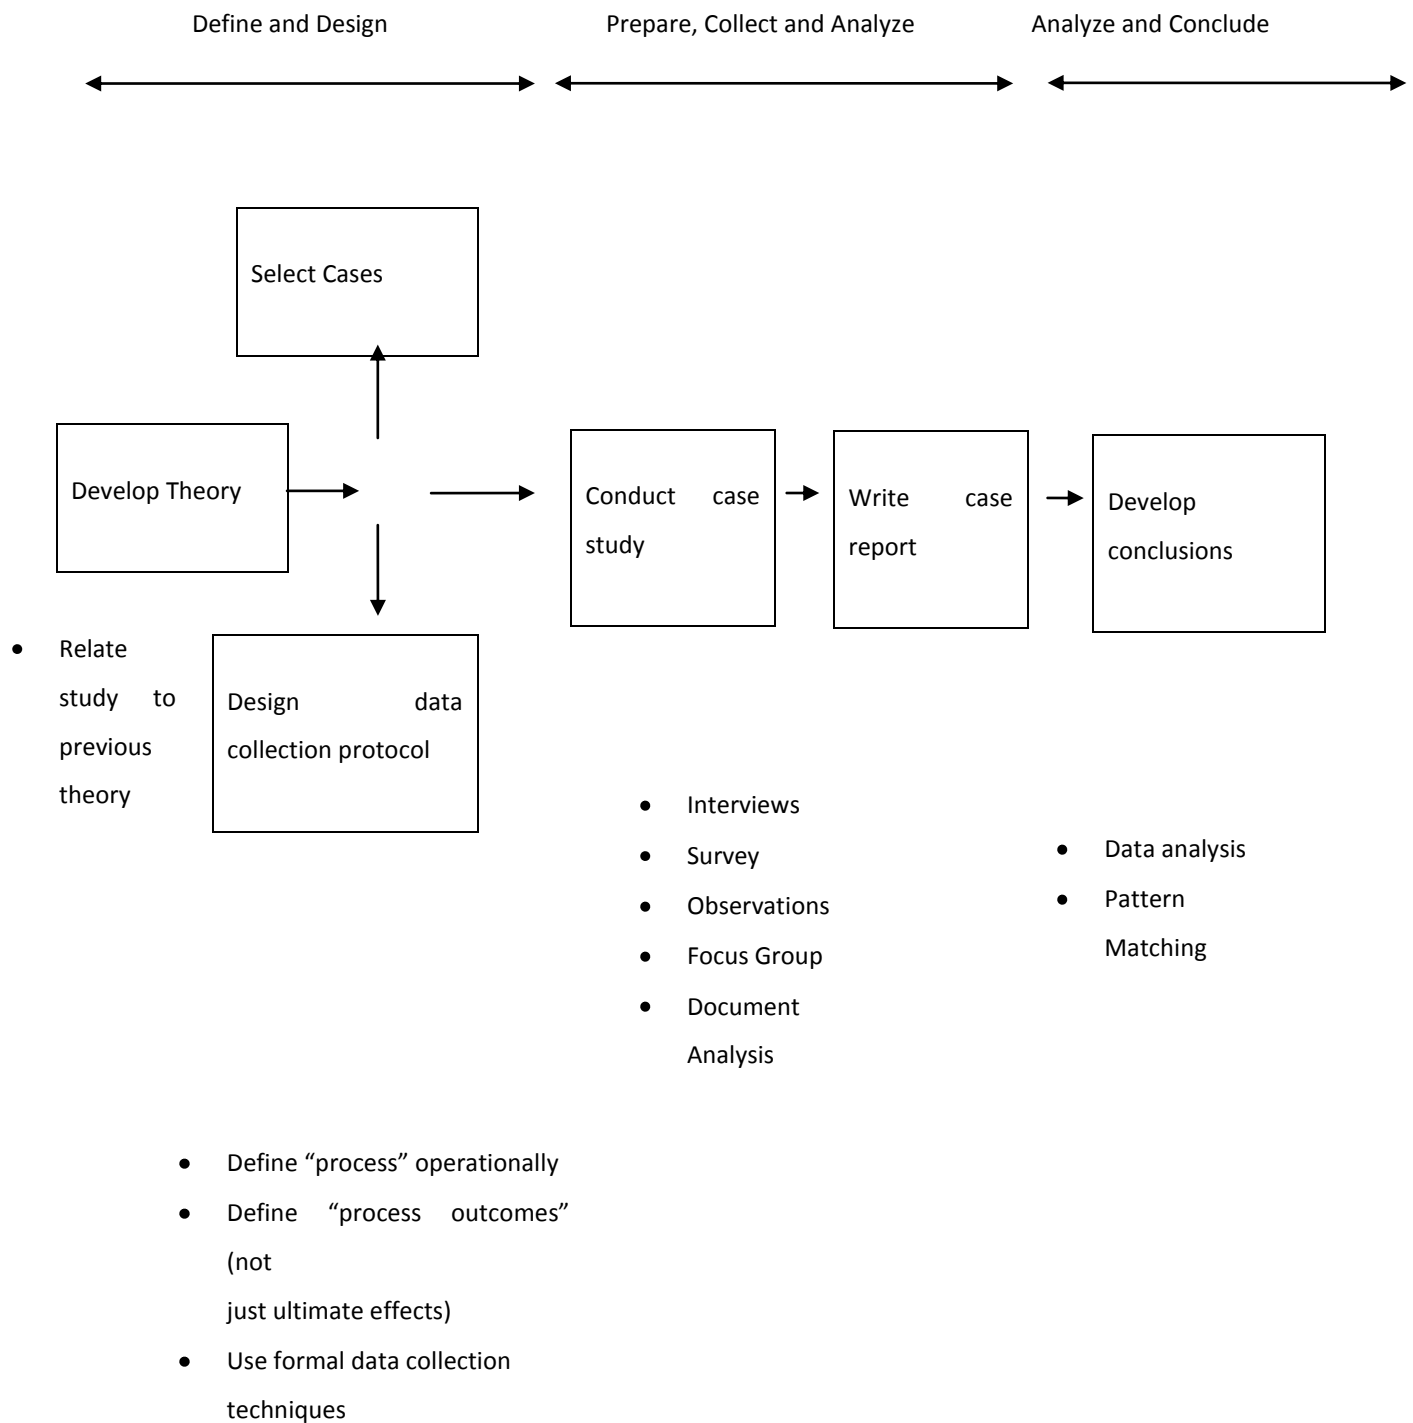 Define and Design
Prepare, Collect and Analyze
Analyze and Conclude
Select Cases
Develop Theory
Conduct case
study
Write case
report
Develop
conclusions
• Relate
study to
previous
theory
Design data
collection protocol
• Interviews
• Survey
• Observations
• Focus Group
• Document
Analysis
• Data analysis
• Pattern
Matching
• Define “process” operationally
• Define “process outcomes”
(not
just ultimate effects)
• Use formal data collection
techniques